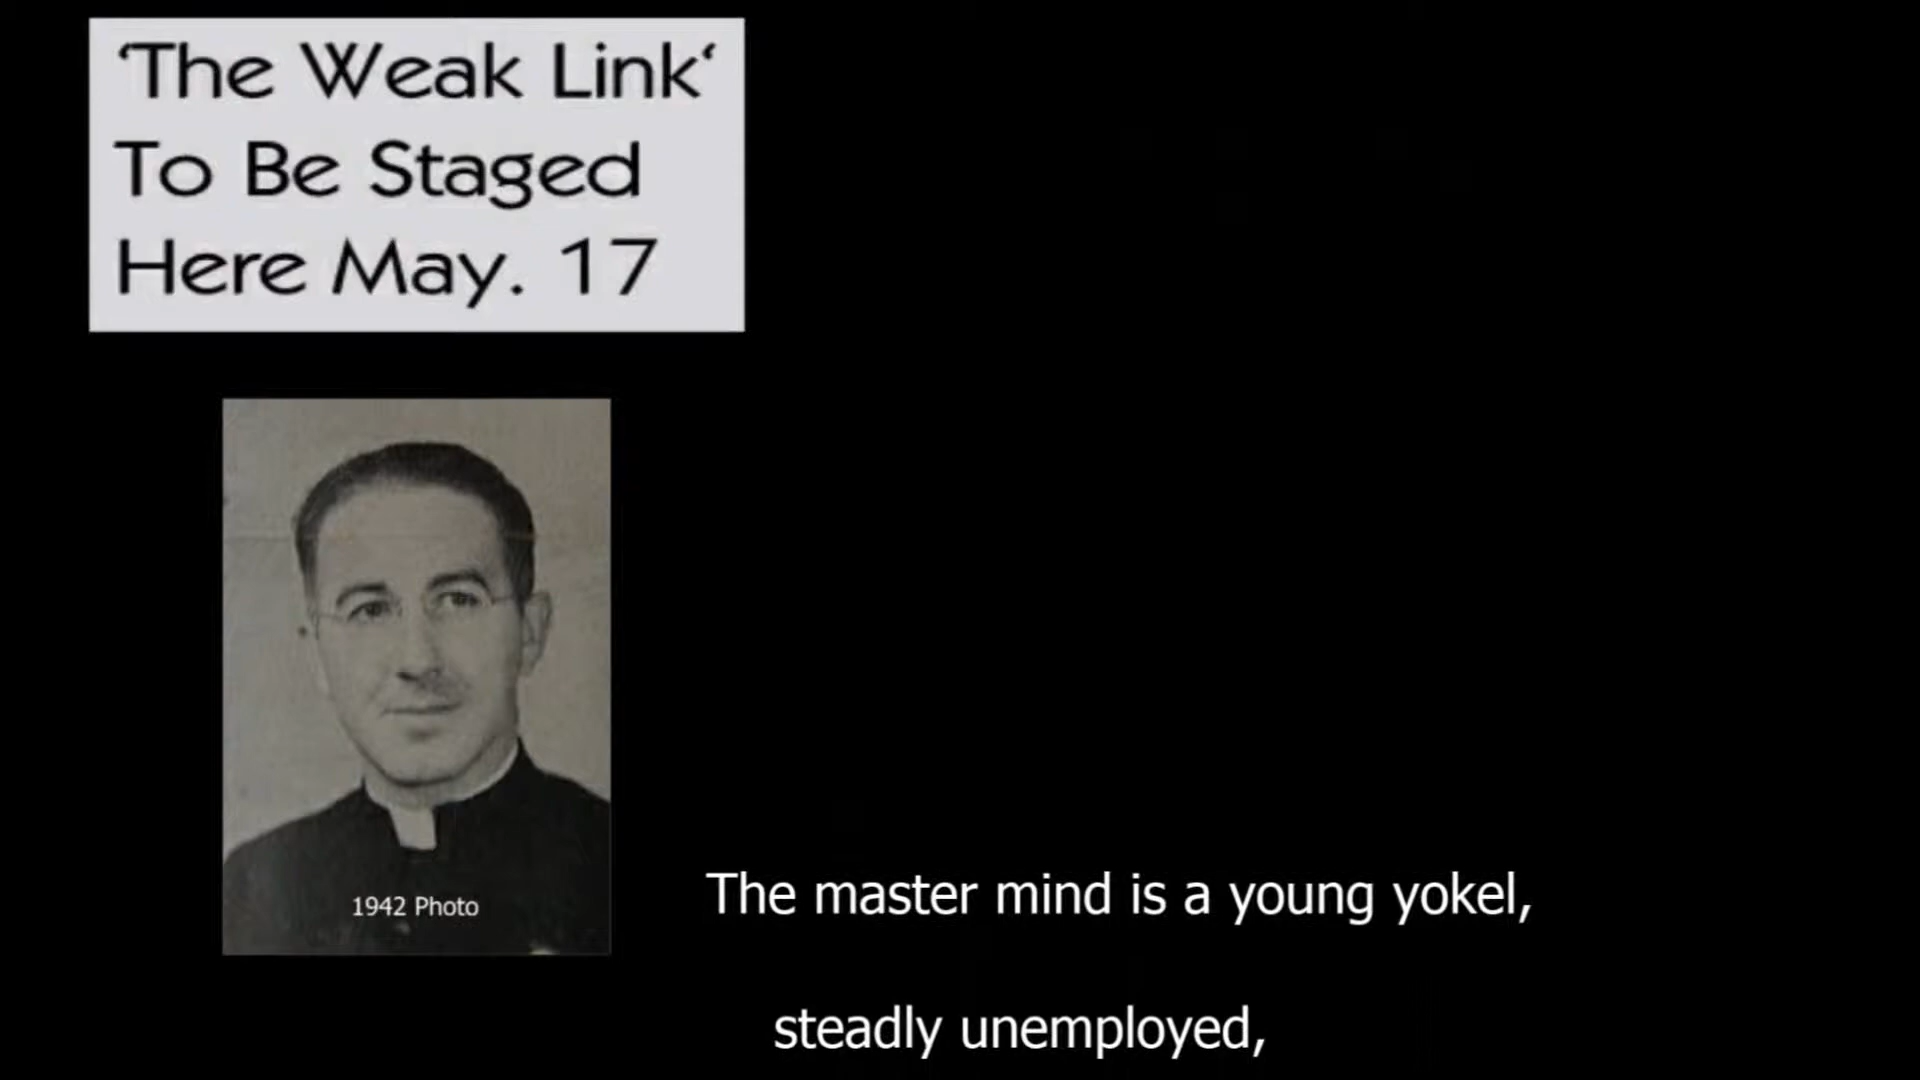 ‘The Weak Link‘
To Be Staged
Here May. 17
1942 Photo
The master mind is a young yokel,
steadly unemployed,